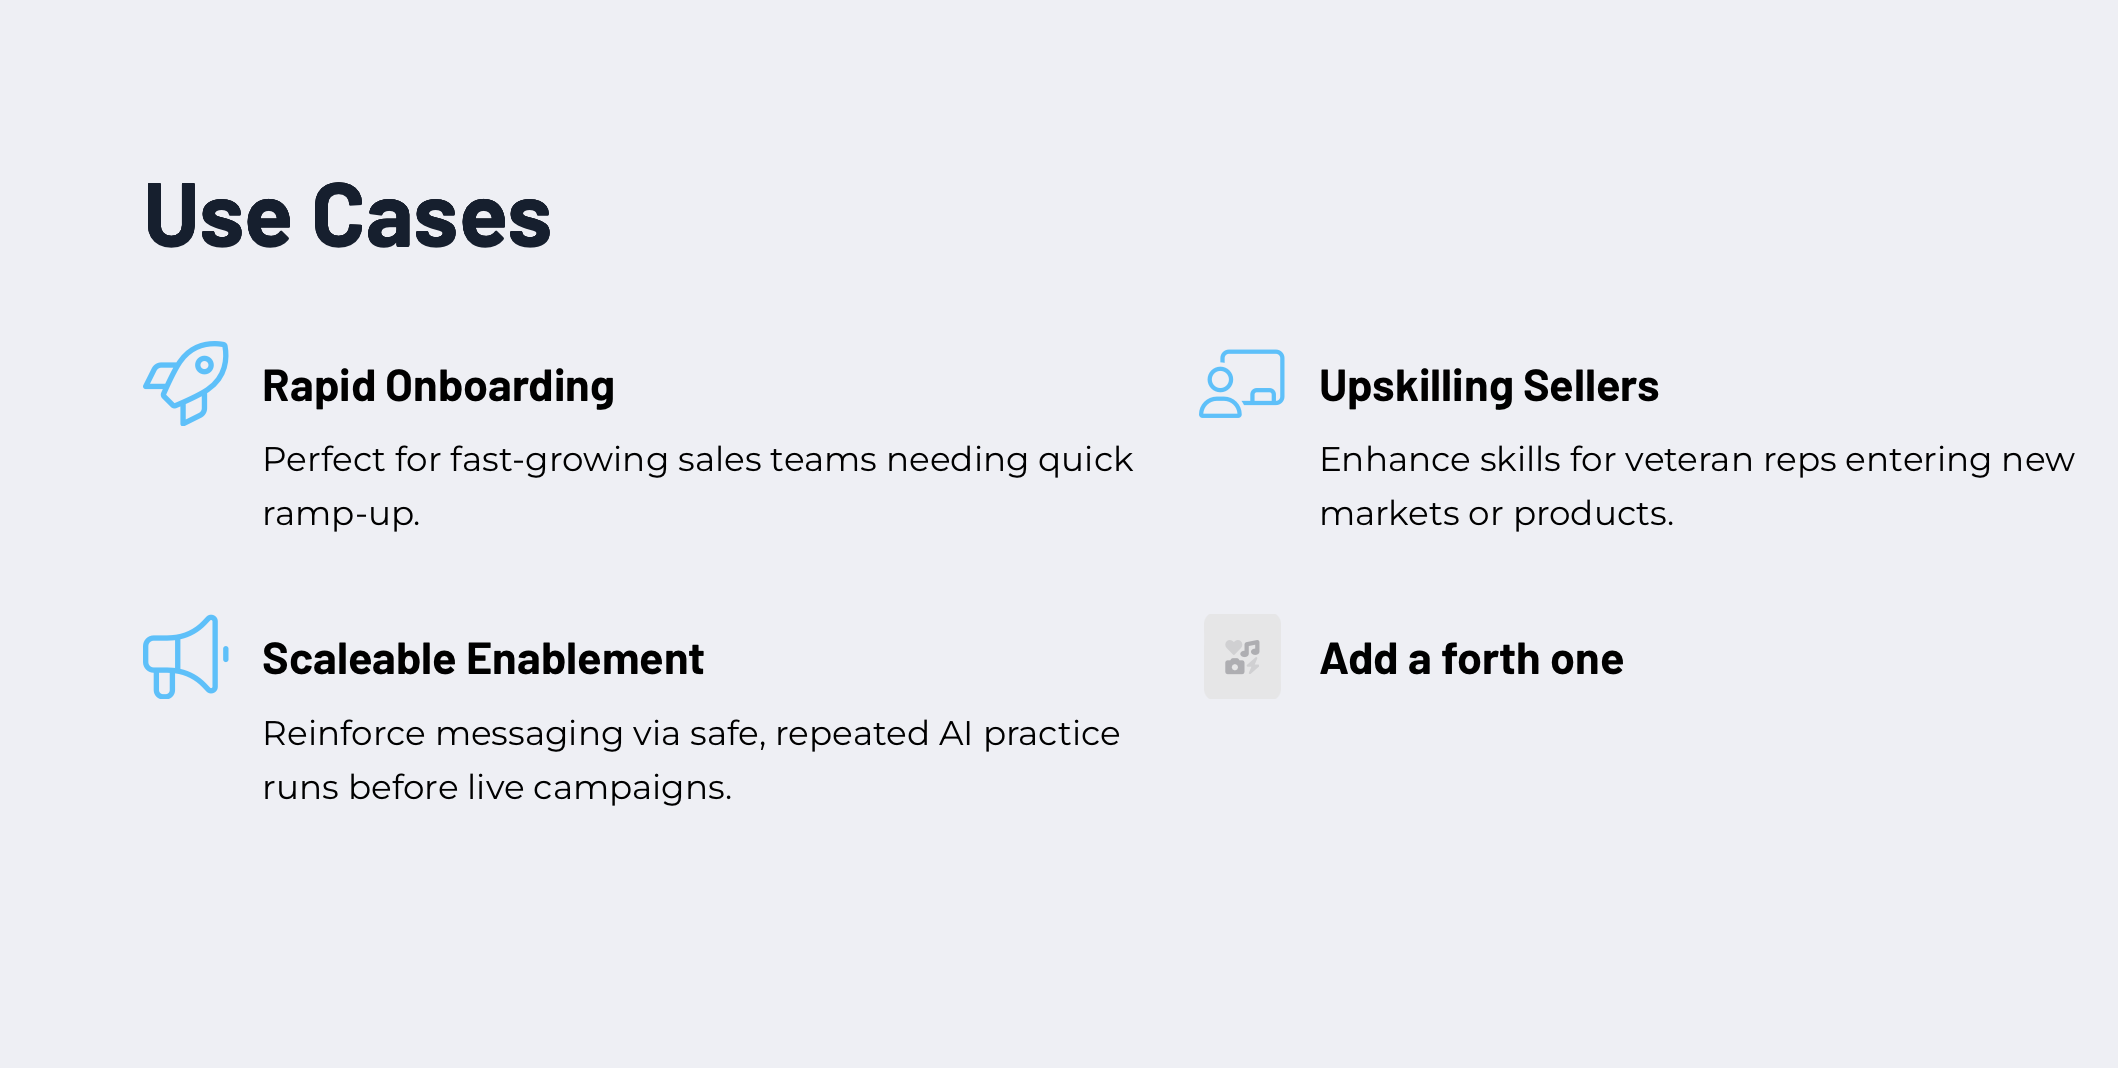 Use Cases
Rapid Onboarding
Perfect for fast-growing sales teams needing quick
ramp-up.
Upskilling Sellers
Enhance skills for veteran reps entering new
markets or products.
Scaleable Enablement
Reinforce messaging via safe, repeated AI practice
runs before live campaigns.
Add a forth one